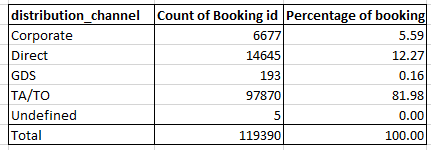 distribution_channel Count of Booking id Percentage of booking
Corporate 6677 5.59
Direct 14645 12.27
GDS 193 0.16
TA/TO 97870 81.98
Undefined 5 0.00
Total 119390 100.00